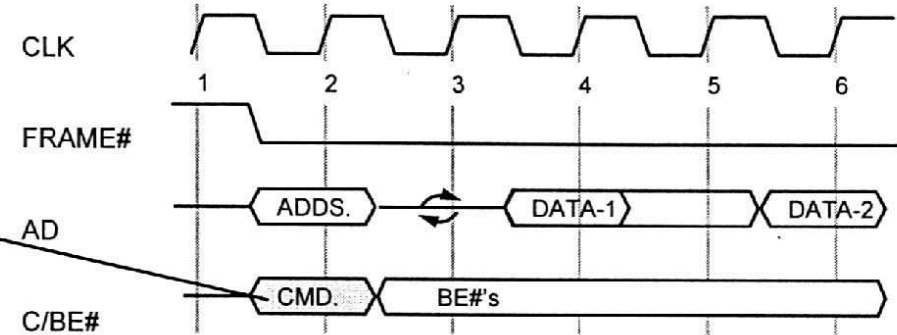 CLK
1 2 3 4 5 6
FRAME#
ADDS. DATA-1 DATA-2
AD
CMD. BE#'s
C/BE#